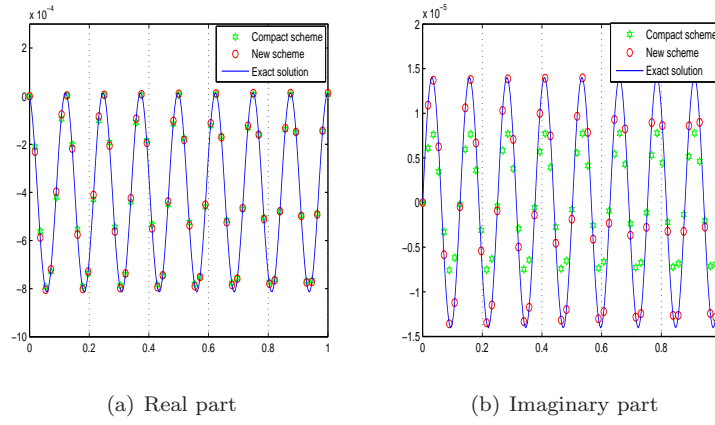 x 10⁻⁴
Compact scheme
New scheme
Exact solution
2
0
−2
−4
−6
−8
−10
0 0.2 0.4 0.6 0.8 1
(a) Real part
x 10⁻⁵
Compact scheme
New scheme
Exact solution
2
1.5
1
0.5
0
−0.5
−1
−1.5
0 0.2 0.4 0.6 0.8
(b) Imaginary part